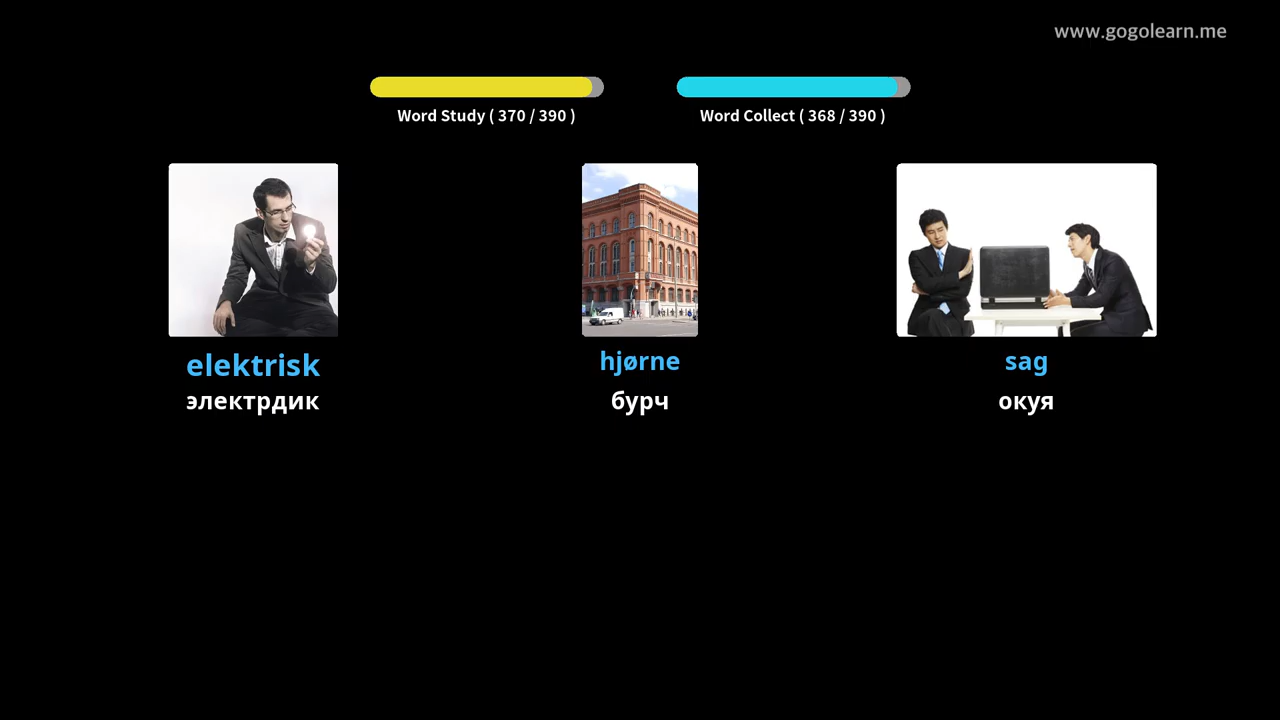 www.gogolearn.me
Word Study ( 370 / 390 )
Word Collect ( 368 / 390 )
elektrisk
электрдик
hjørne
бурч
sag
окуя